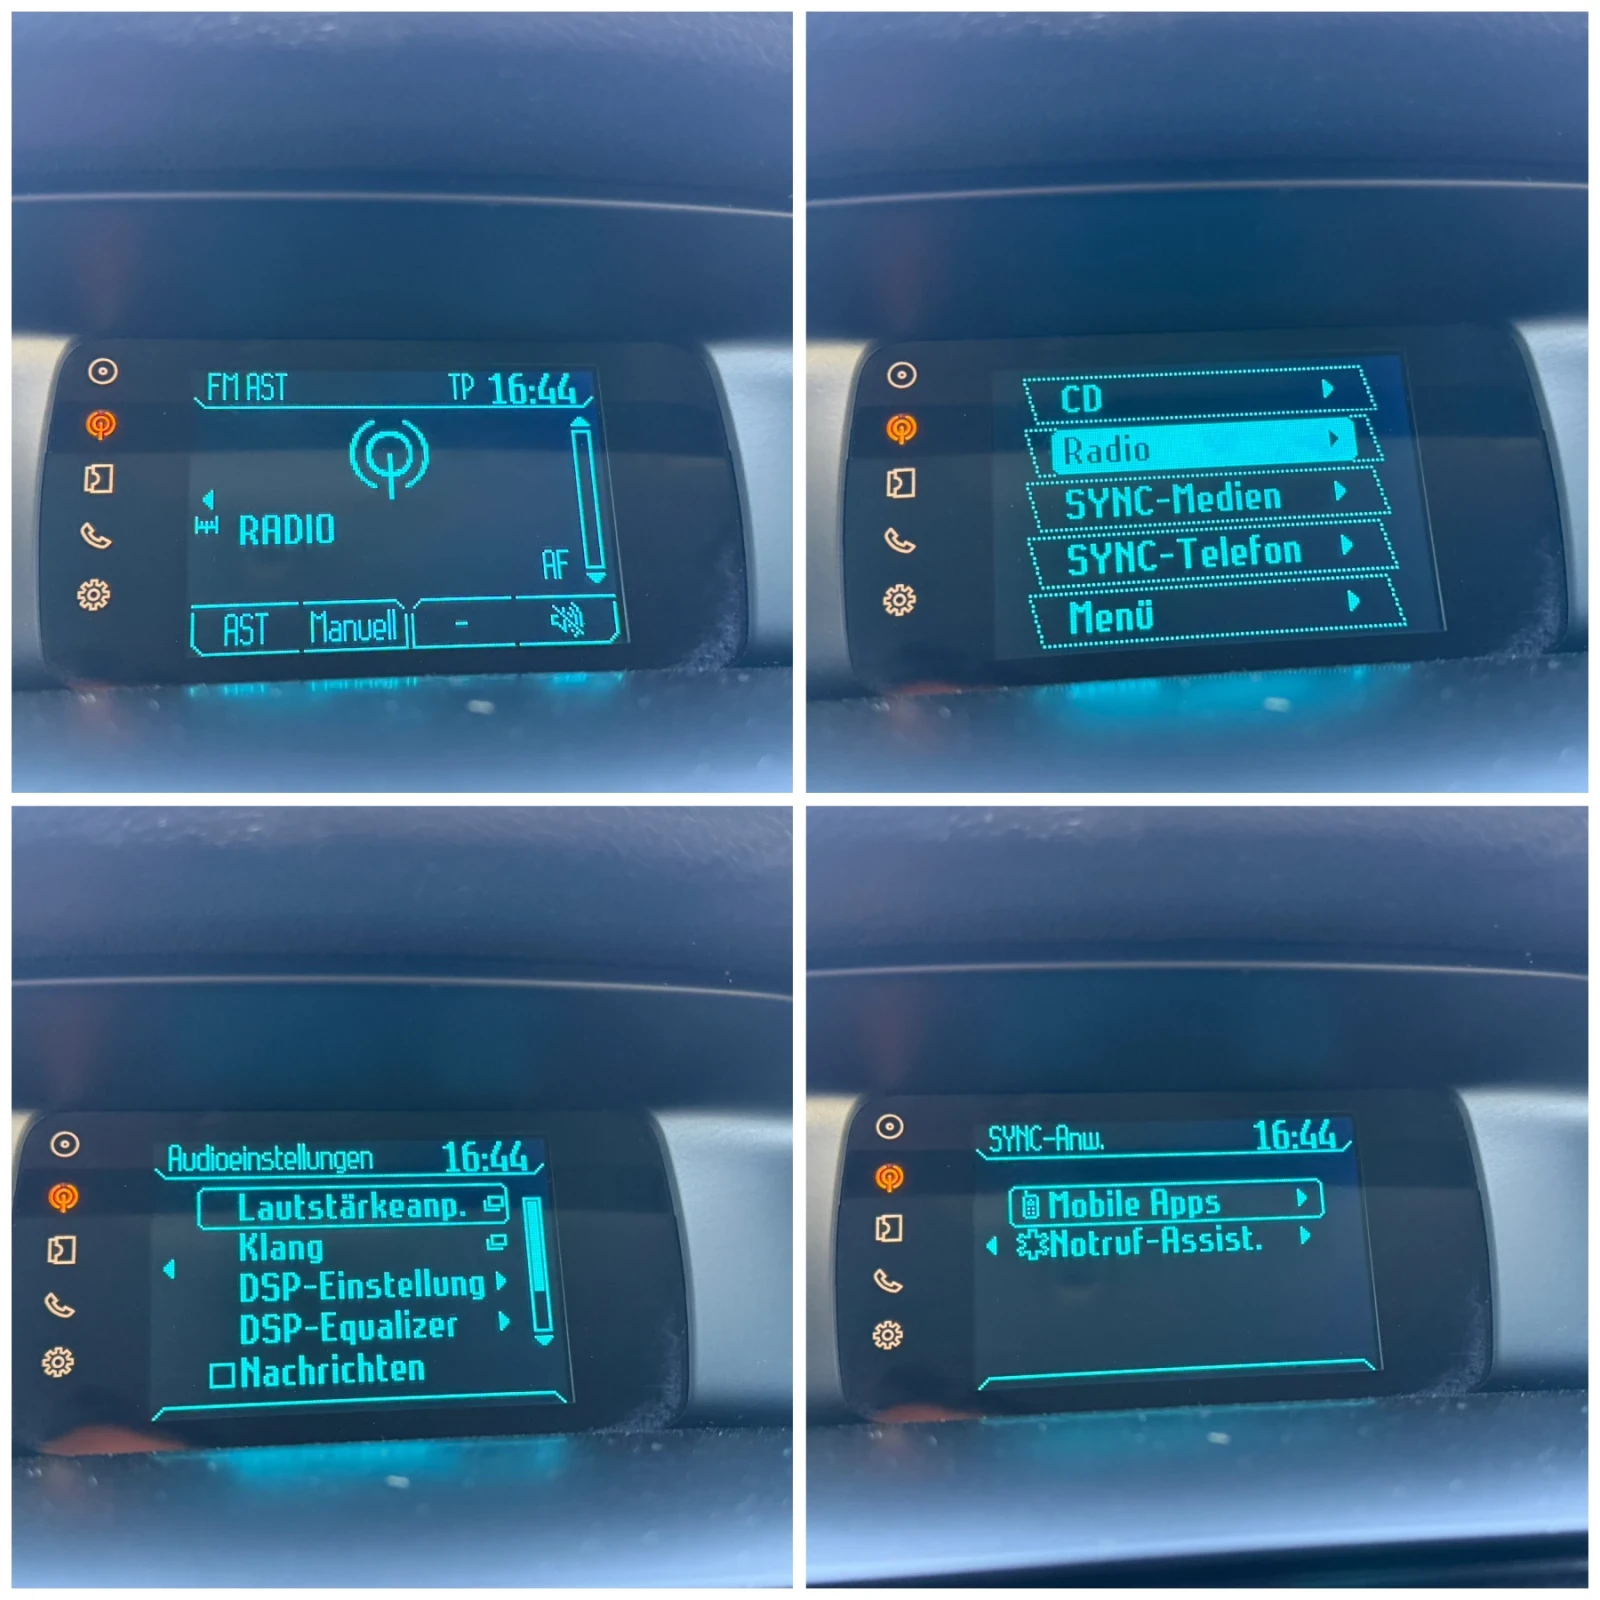 FM AST TP 16:44
RADIO
AF
AST Manuell -
CD
Radio
SYNC-Medien
SYNC-Telefon
Menü
Audioeinstellungen 16:44
Lautstärkeanp.
Klang
DSP-Einstellung
DSP-Equalizer
Nachrichten
SYNC-Anw. 16:44
Mobile Apps
Notruf-Assist.